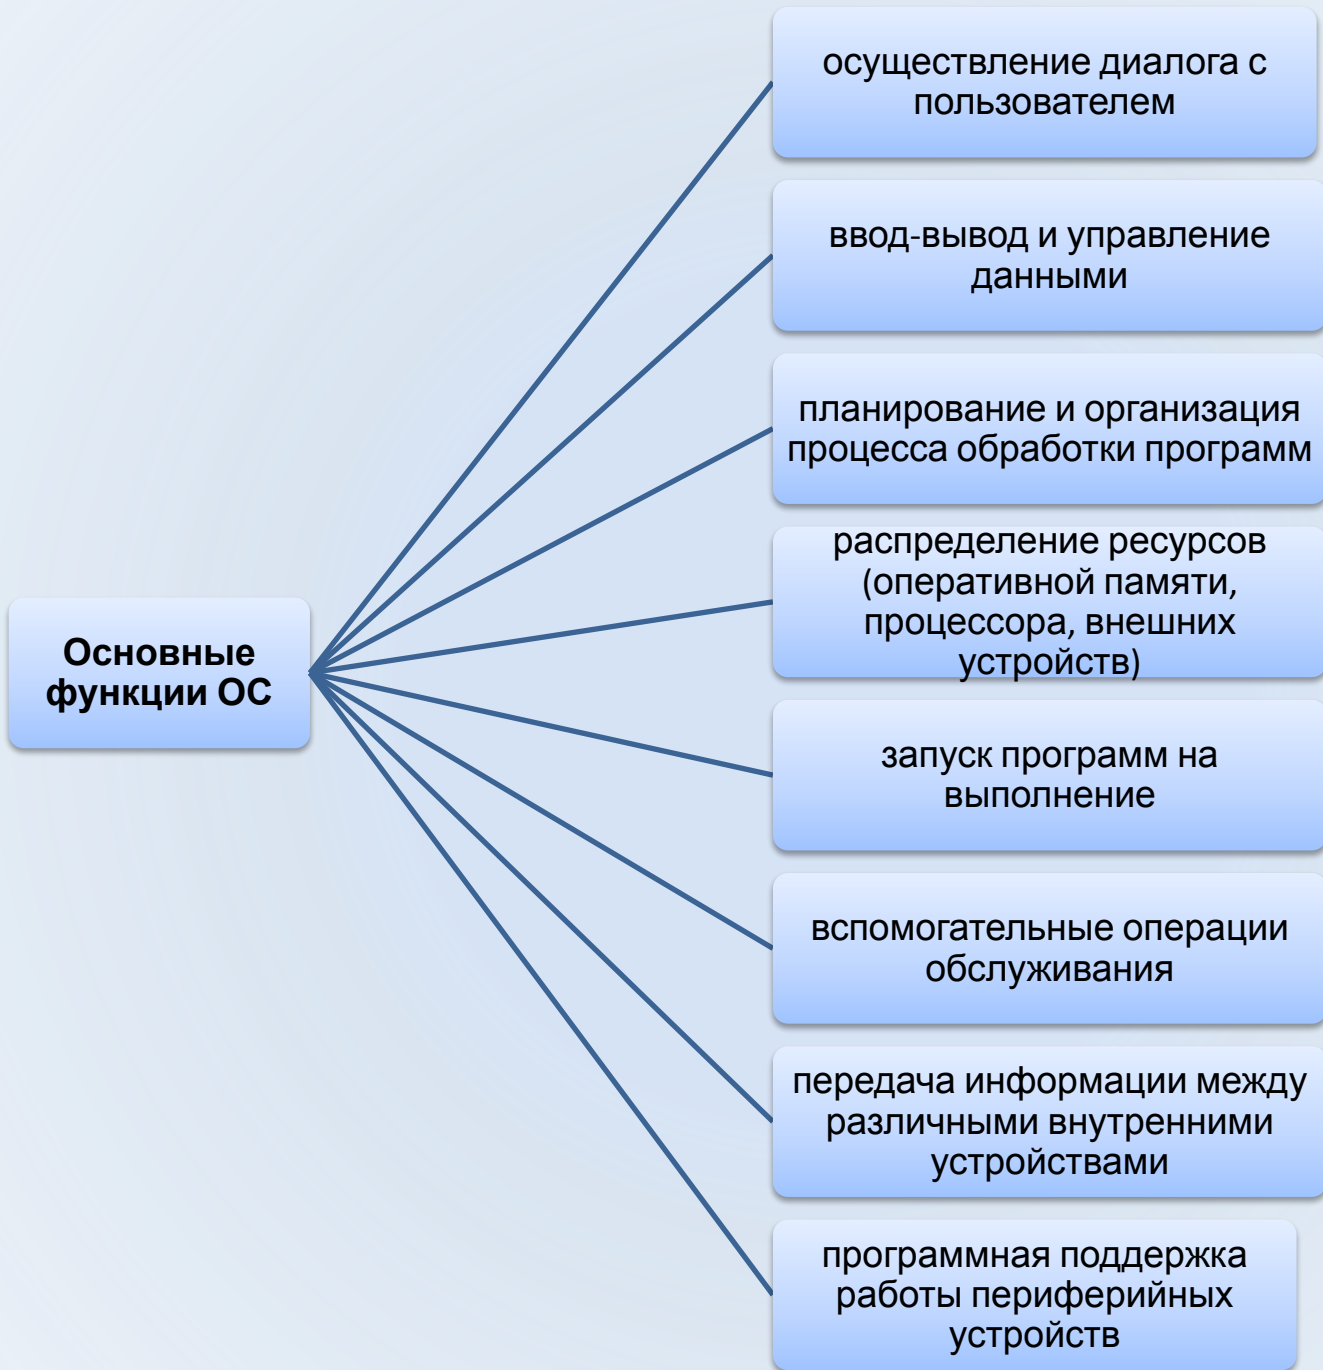 Основные
функции ОС
осуществление диалога с
пользователем
ввод-вывод и управление
данными
планирование и организация
процесса обработки программ
распределение ресурсов
(оперативной памяти,
процессора, внешних
устройств)
запуск программ на
выполнение
вспомогательные операции
обслуживания
передача информации между
различными внутренними
устройствами
программная поддержка
работы периферийных
устройств